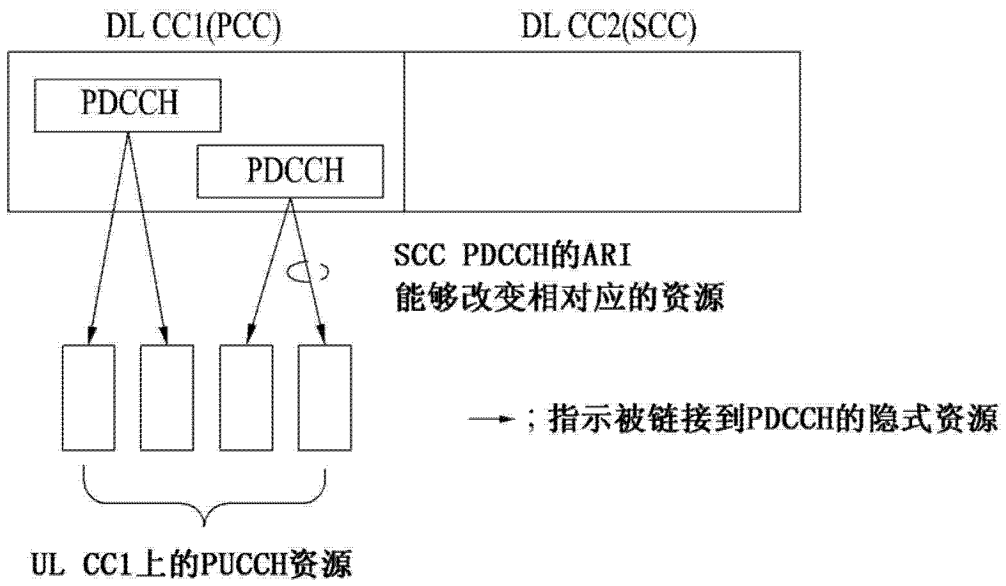 DL CC1(PCC)
DL CC2(SCC)
PDCCH
PDCCH
SCC PDCCH的ARI
能够改变相对应的资源
→ ; 指示被链接到PDCCH的隐式资源
UL CC1上的PUCCH资源